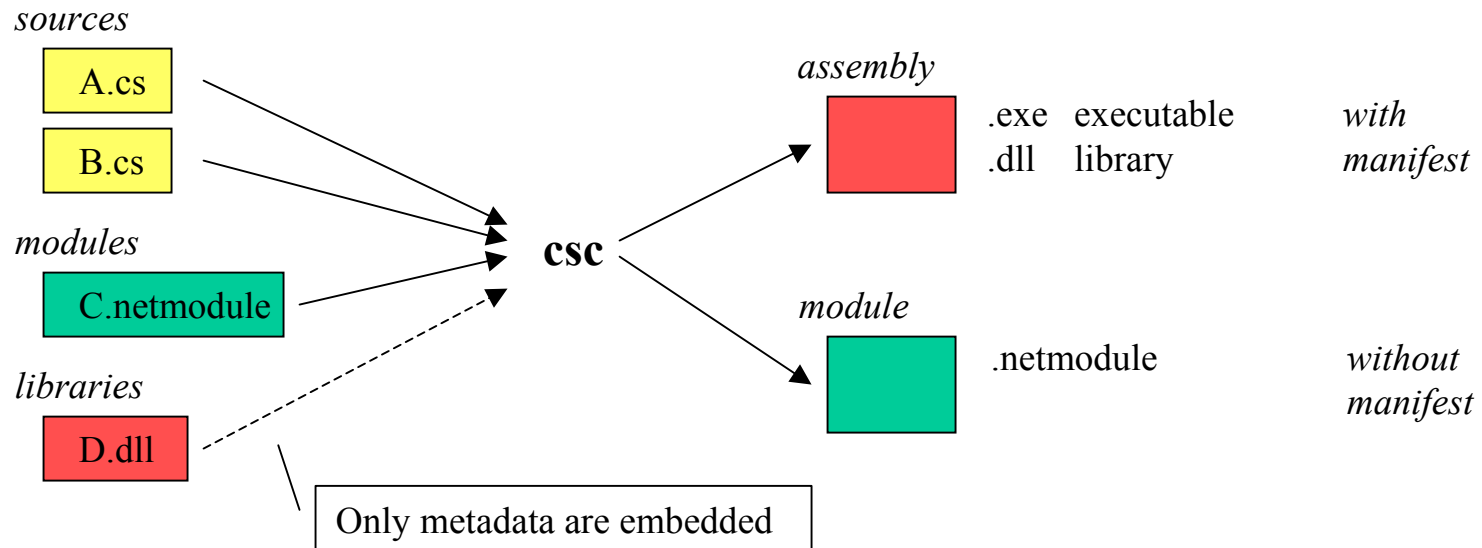 sources
A.cs
B.cs
modules
C.netmodule
libraries
D.dll
Only metadata are embedded
csc
assembly
.exe executable with
.dll library manifest
module
.netmodule without
manifest